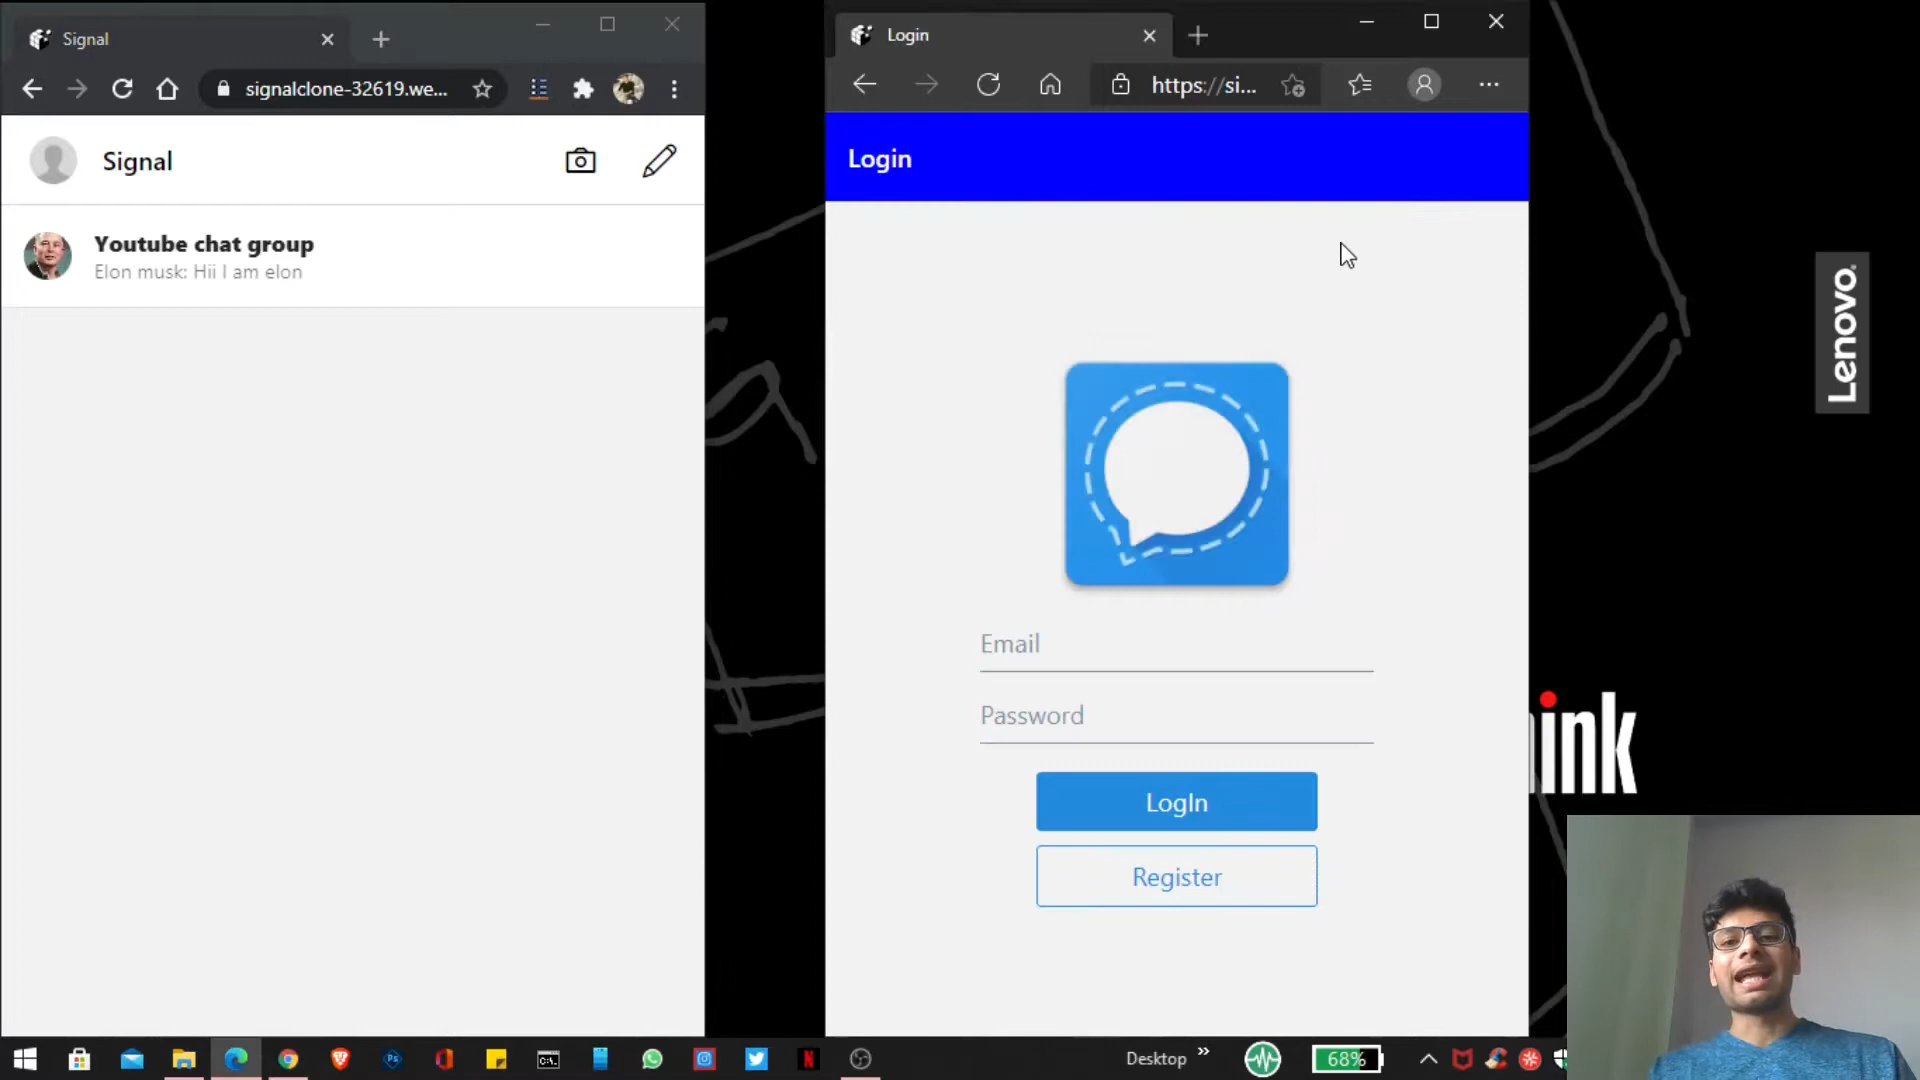 Signal
signalclone-32619.we...
Signal
Youtube chat group
Elon musk: Hii I am elon
Login
https://si...
Login
Email
Password
LogIn
Register
Lenovo
ink
Ps
C:\_
N
Desktop
68%